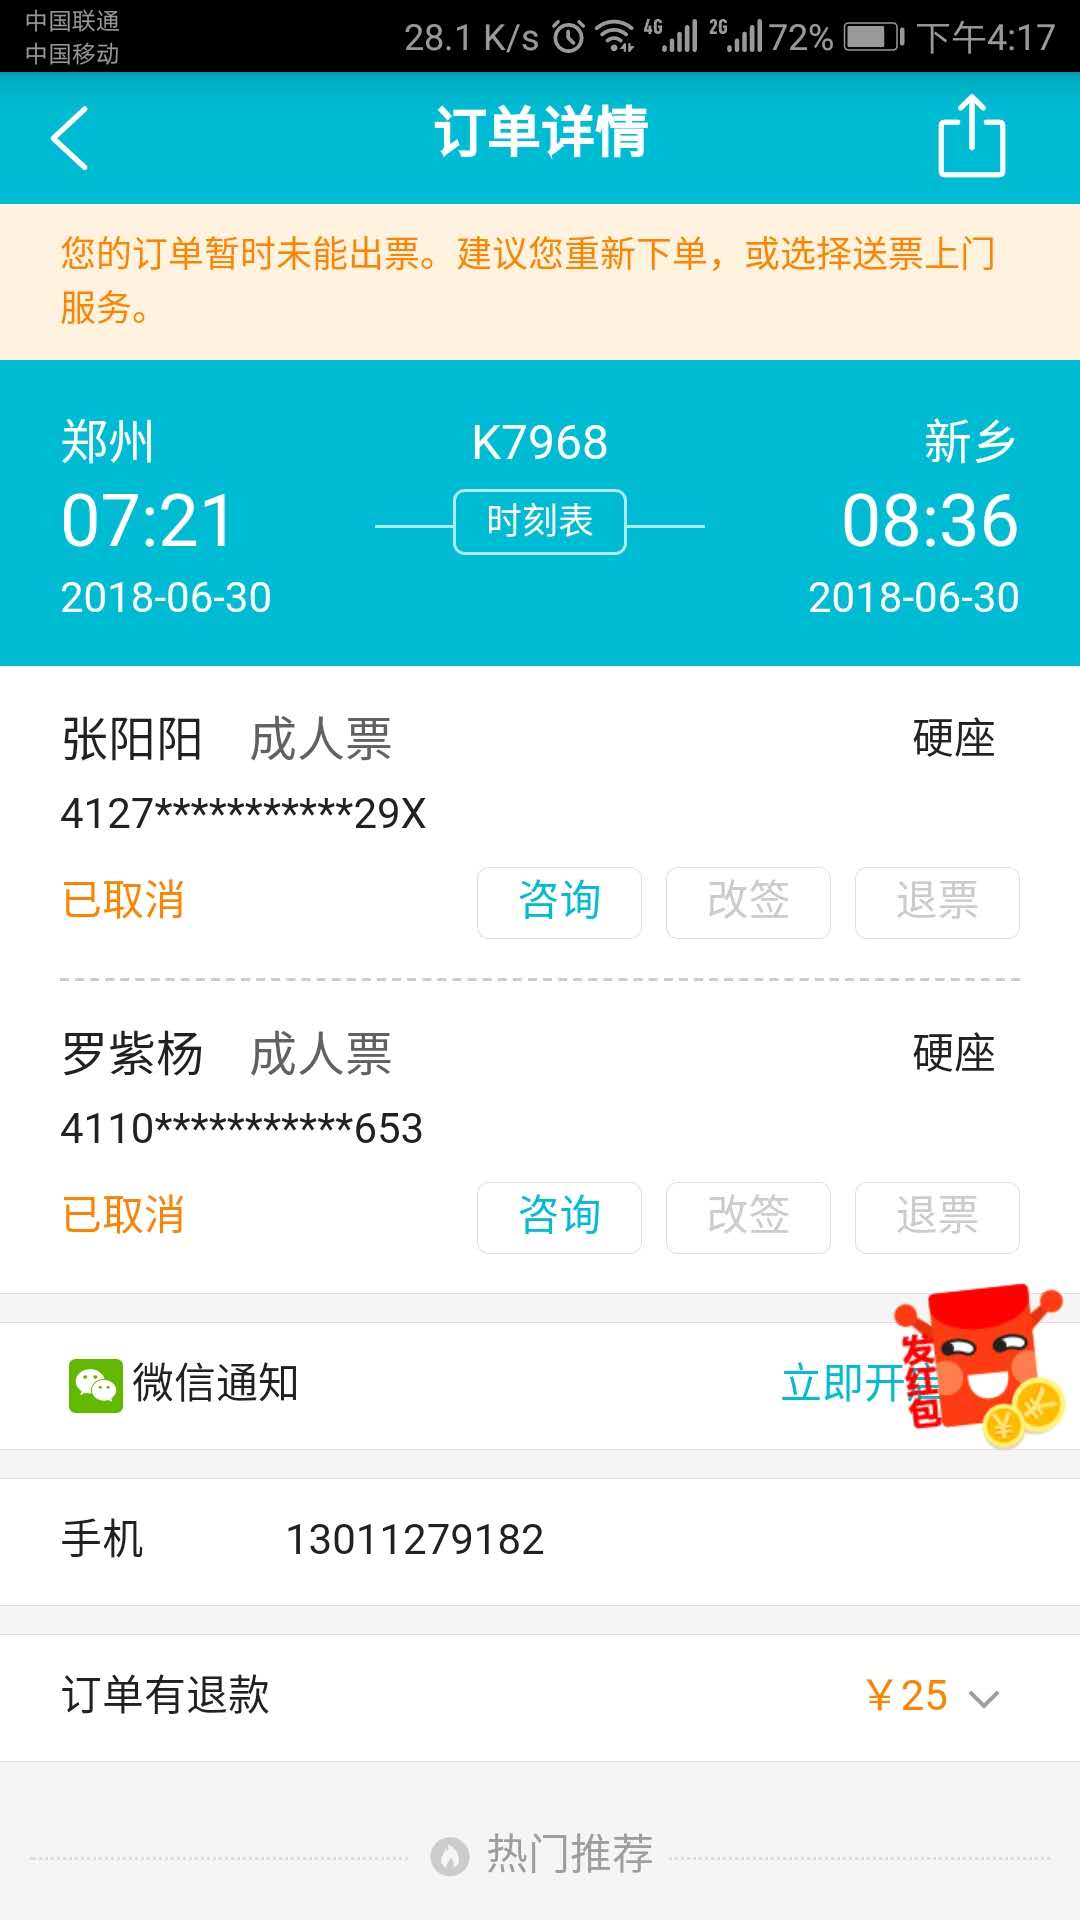 中国联通
中国移动
28.1 K/s 4G 2G 72% 下午4:17
订单详情
您的订单暂时未能出票。建议您重新下单，或选择送票上门
服务。
郑州 K7968 新乡
07:21 时刻表 08:36
2018-06-30 2018-06-30
张阳阳 成人票 硬座
4127***********29X
已取消 咨询 改签 退票
罗紫杨 成人票 硬座
4110***********653
已取消 咨询 改签 退票
微信通知 立即开
发红包
手机 13011279182
订单有退款 ￥25
热门推荐